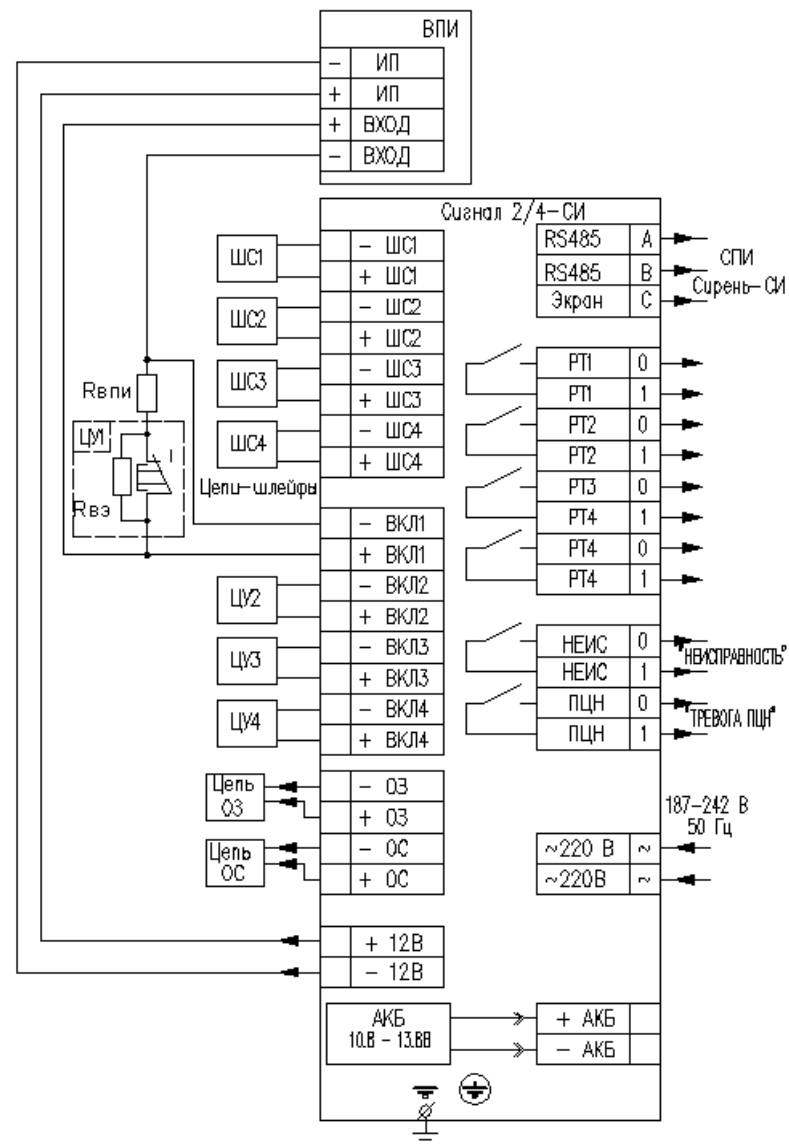 ВПИ
− ИП
+ ИП
+ ВХОД
− ВХОД
Сигнал 2/4−СИ
ШС1
− ШС1
+ ШС1
ШС2
− ШС2
+ ШС2
ШС3
− ШС3
+ ШС3
ШС4
− ШС4
+ ШС4
Цепи−шлейфы
Rвпи
ЦУ1
Rвэ
− ВКЛ1
+ ВКЛ1
ЦУ2
− ВКЛ2
+ ВКЛ2
ЦУ3
− ВКЛ3
+ ВКЛ3
ЦУ4
− ВКЛ4
+ ВКЛ4
Цепь
ОЗ
− ОЗ
+ ОЗ
Цепь
ОС
− ОС
+ ОС
+ 12В
− 12В
АКБ
10.8 − 13.8В
RS485 A
RS485 B
Экран C
СПИ
Сирень−СИ
РТ1 0
РТ1 1
РТ2 0
РТ2 1
РТ3 0
РТ4 1
РТ4 0
РТ4 1
НЕИС 0
НЕИС 1
"НЕИСПРАВНОСТЬ"
ПЦН 0
ПЦН 1
"ТРЕВОГА ПЦН"
187−242 В
50 Гц
~220 В ~
~220В ~
+ АКБ
− АКБ